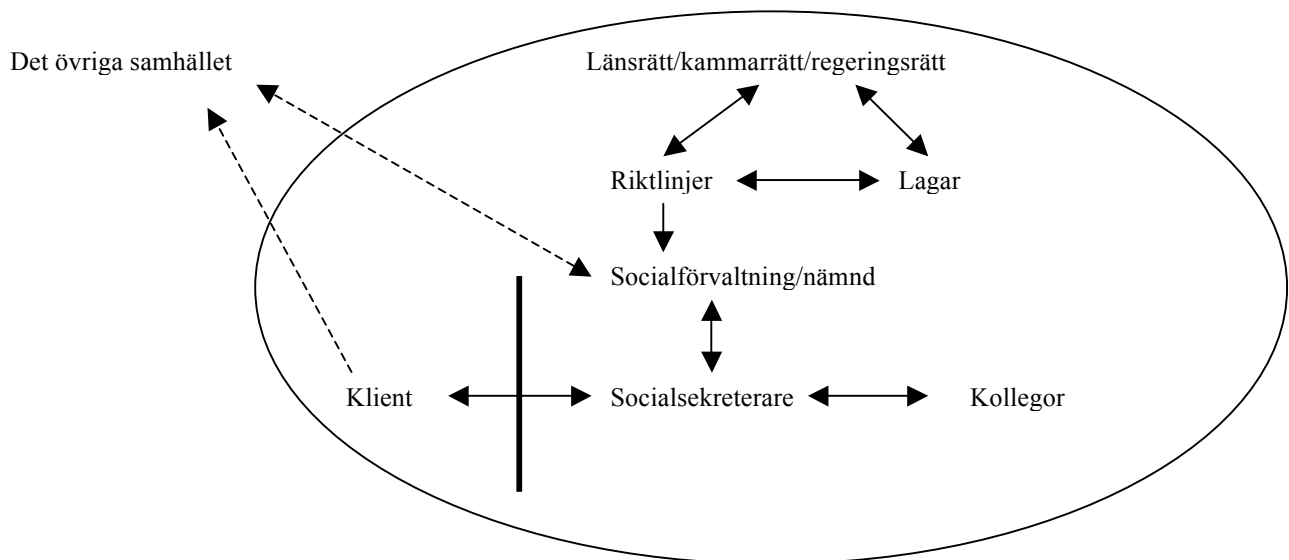 Det övriga samhället
Länsrätt/kammarrätt/regeringsrätt
Riktlinjer
Lagar
Socialförvaltning/nämnd
Klient
Socialsekreterare
Kollegor